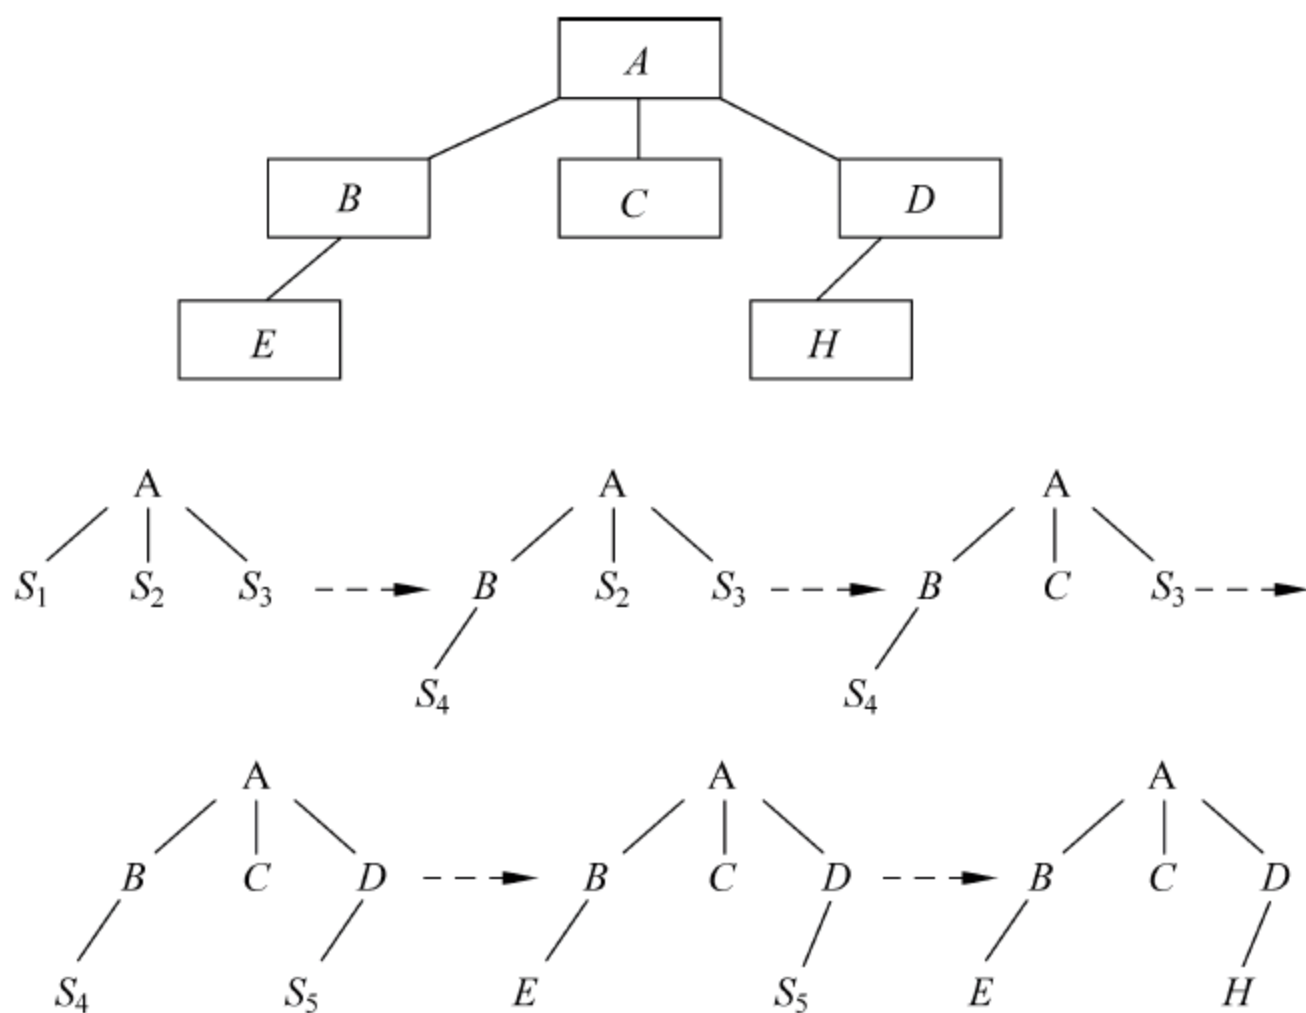 A
B C D
E H
A A A
S₁ S₂ S₃ B S₂ S₃ B C S₃
S₄ S₄
A A A
B C D B C D B C D
S₄ S₅ E S₅ E H